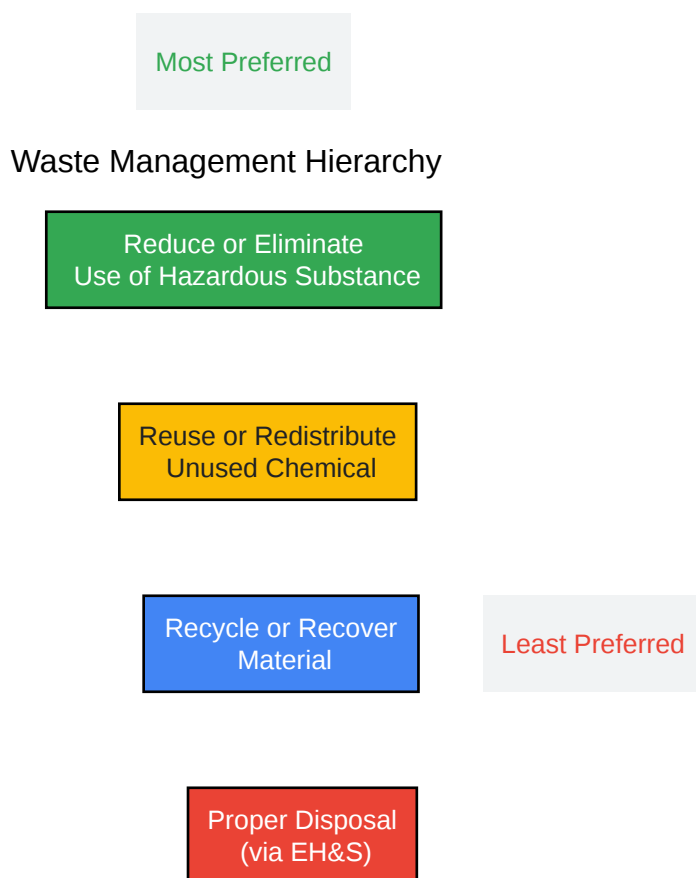 Most Preferred
Waste Management Hierarchy
Reduce or Eliminate
Use of Hazardous Substance
Reuse or Redistribute
Unused Chemical
Recycle or Recover
Material
Least Preferred
Proper Disposal
(via EH&S)